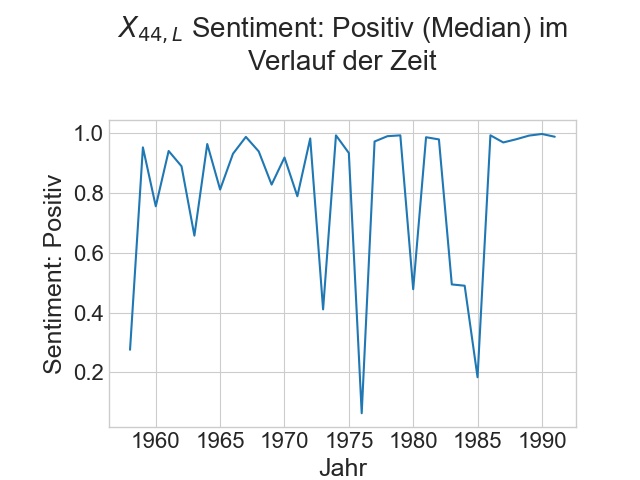 X44, L Sentiment: Positiv (Median) im
Verlauf der Zeit
Sentiment: Positiv
1.0
0.8
0.6
0.4
0.2
1960 1965 1970 1975 1980 1985 1990
Jahr